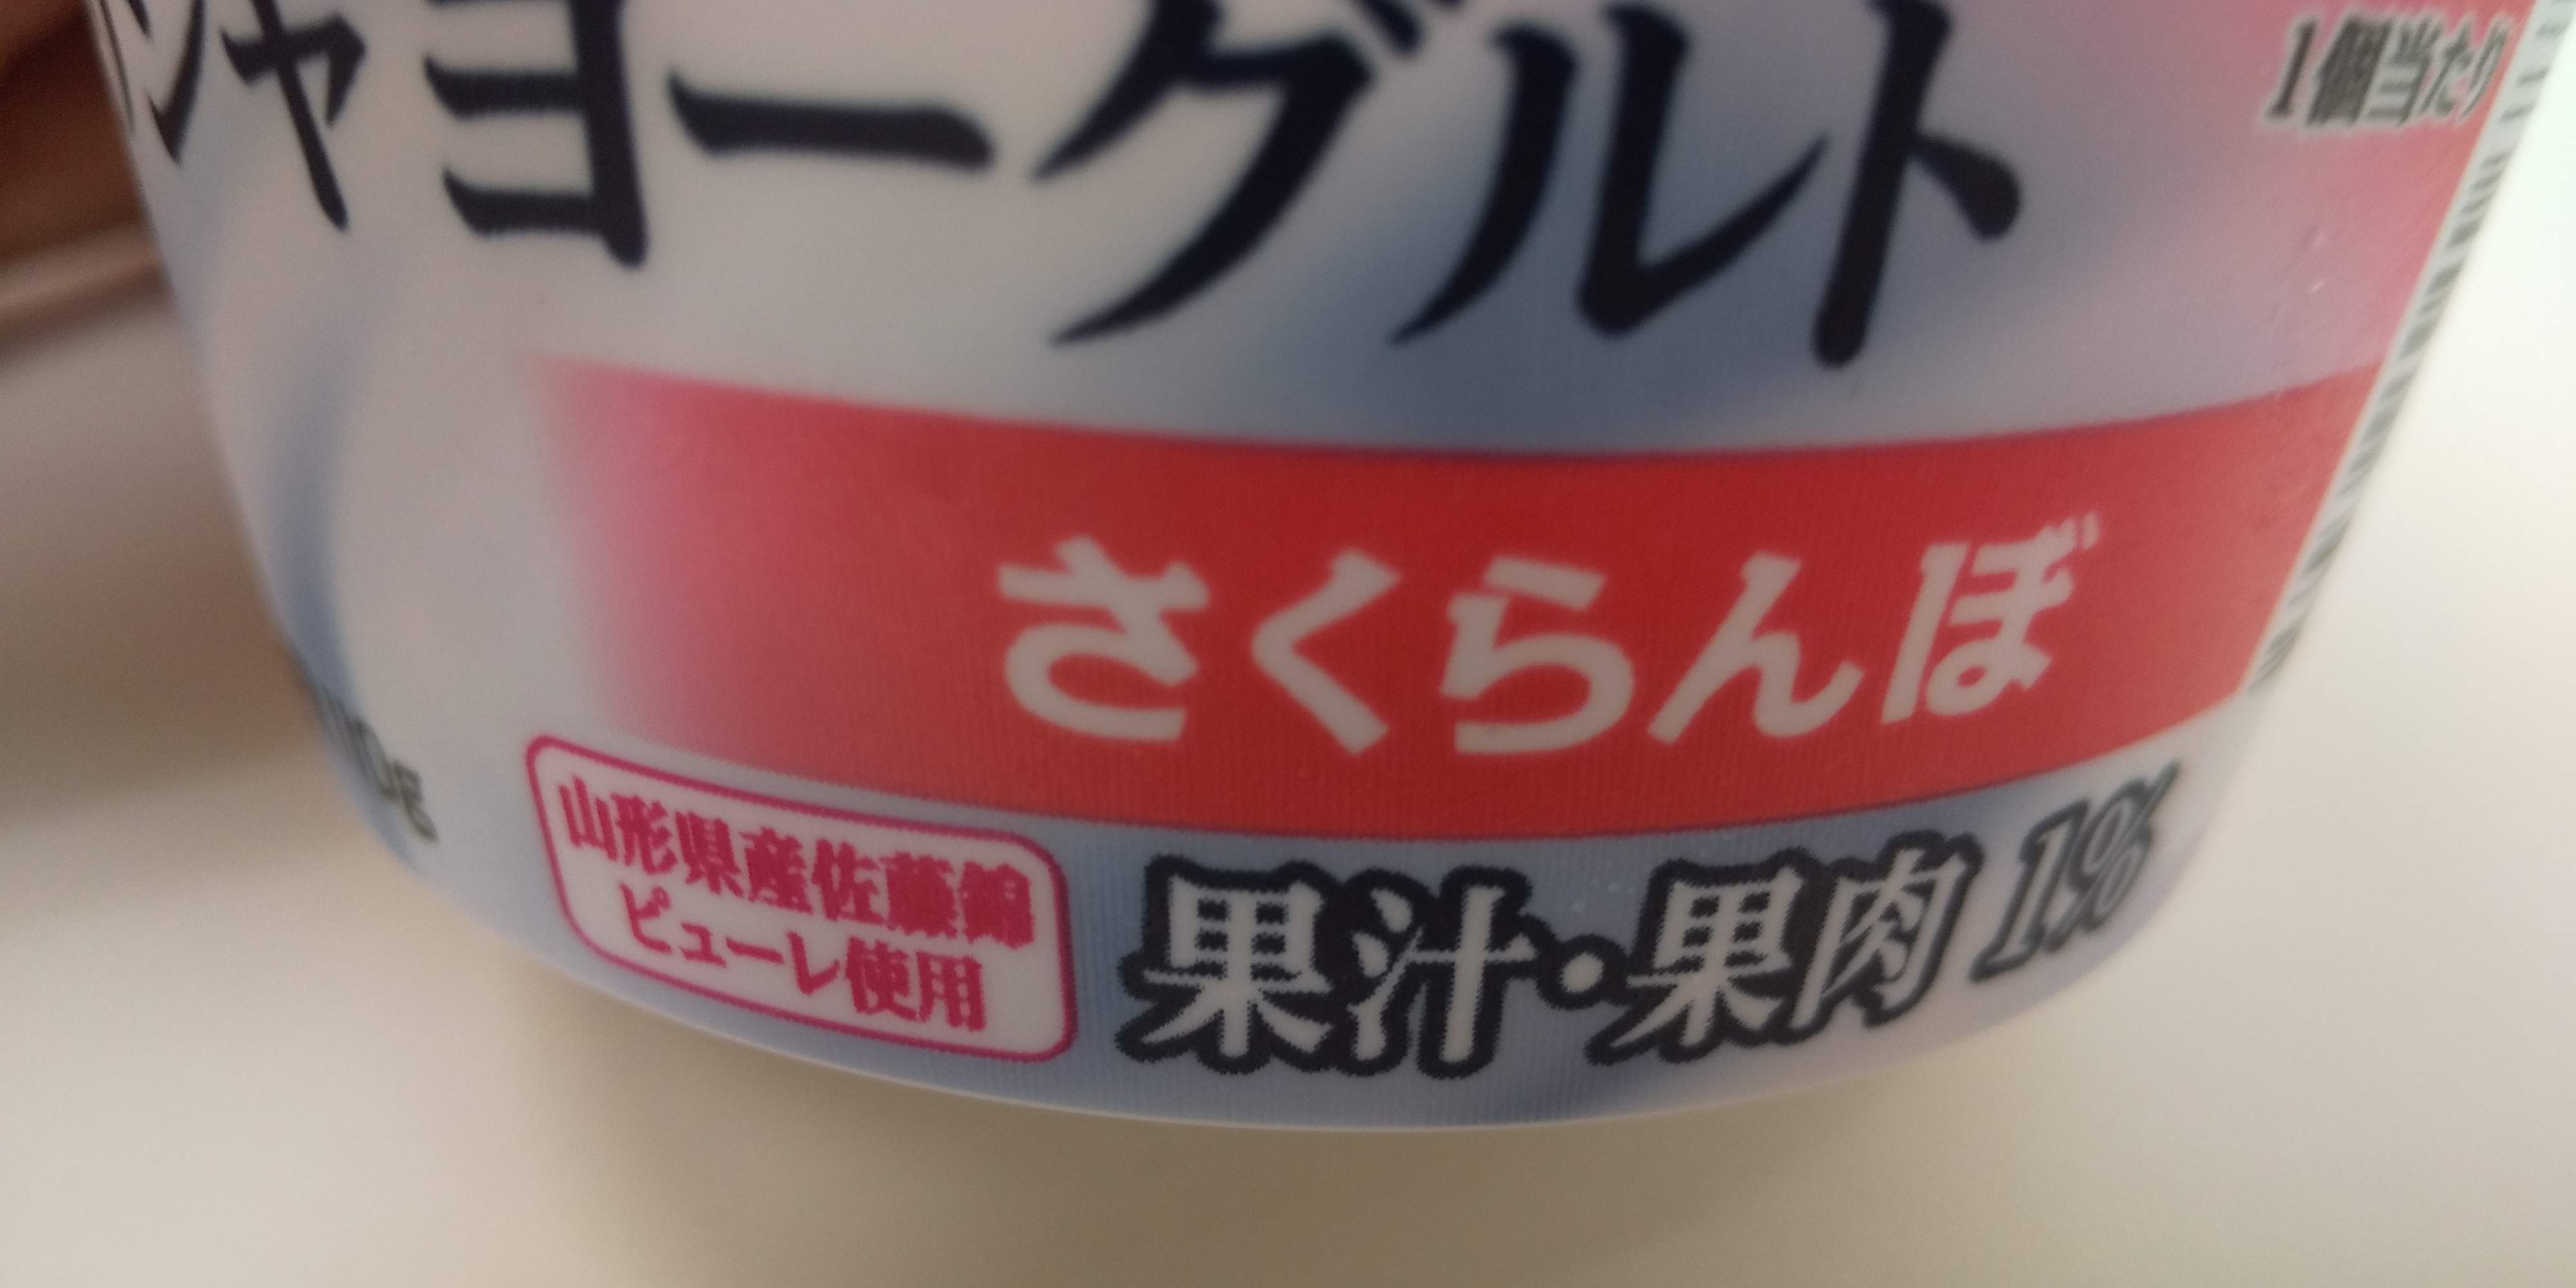 ャヨーグルト
1個当たり
さくらんぼ
山形県産佐藤錦
ピューレ使用
果汁・果肉1%